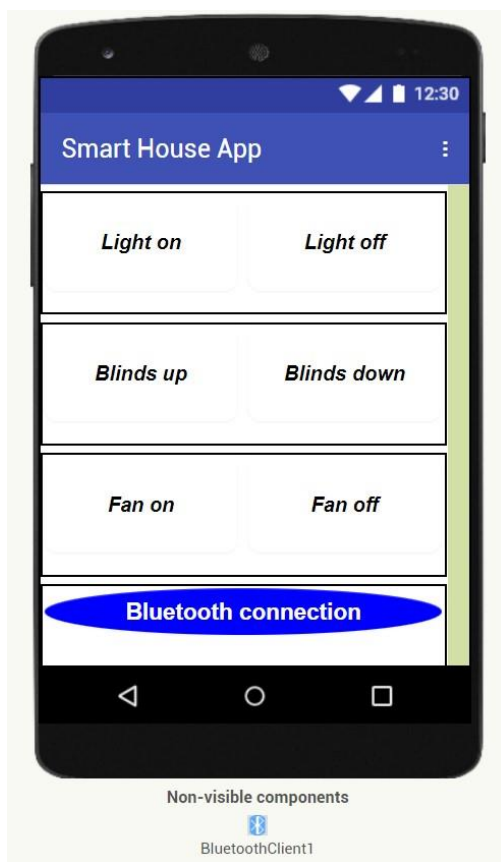 12:30
Smart House App
Light on Light off
Blinds up Blinds down
Fan on Fan off
Bluetooth connection
Non-visible components
BluetoothClient1